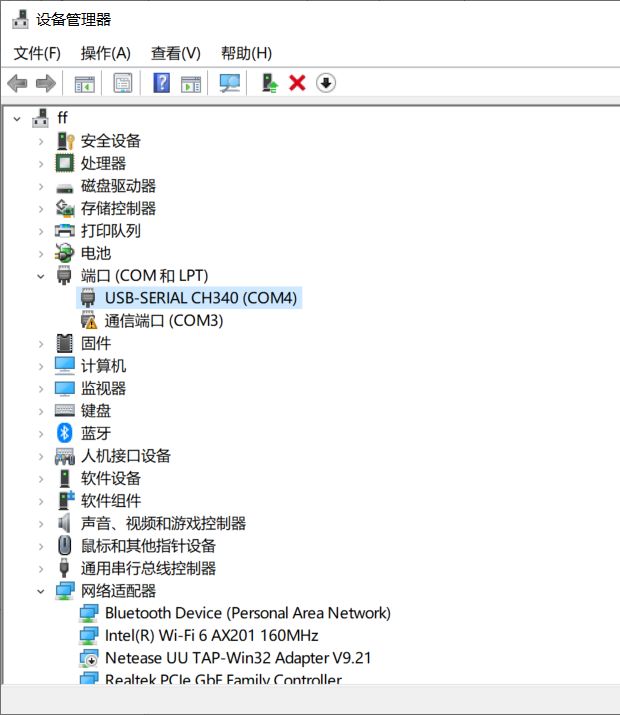 设备管理器
文件(F) 操作(A) 查看(V) 帮助(H)
ff
安全设备
处理器
磁盘驱动器
存储控制器
打印队列
电池
端口 (COM 和 LPT)
USB-SERIAL CH340 (COM4)
通信端口 (COM3)
固件
计算机
监视器
键盘
蓝牙
人机接口设备
软件设备
软件组件
声音、视频和游戏控制器
鼠标和其他指针设备
通用串行总线控制器
网络适配器
Bluetooth Device (Personal Area Network)
Intel(R) Wi-Fi 6 AX201 160MHz
Netease UU TAP-Win32 Adapter V9.21
Realtek PCIe GbE Family Controller